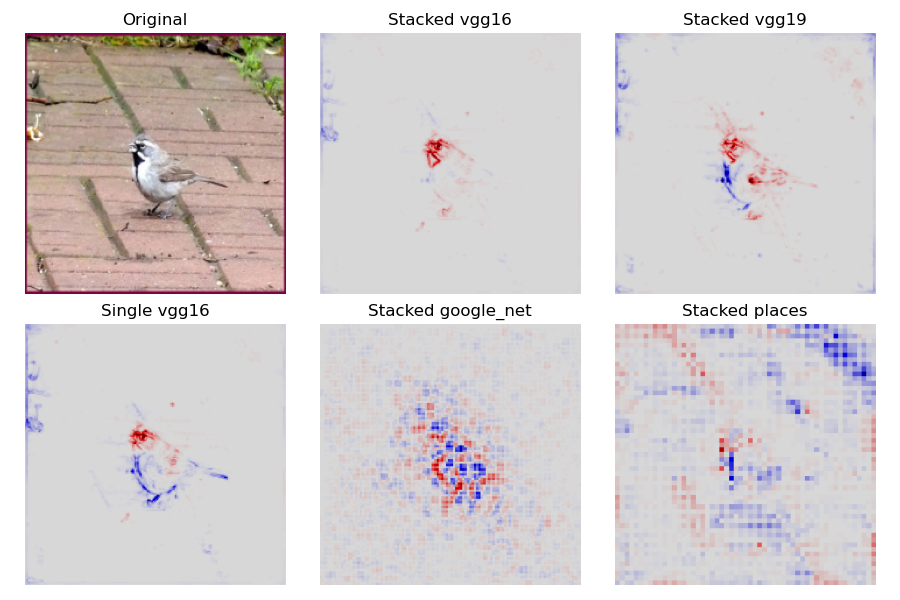 Original
Stacked vgg16
Stacked vgg19
Single vgg16
Stacked google_net
Stacked places